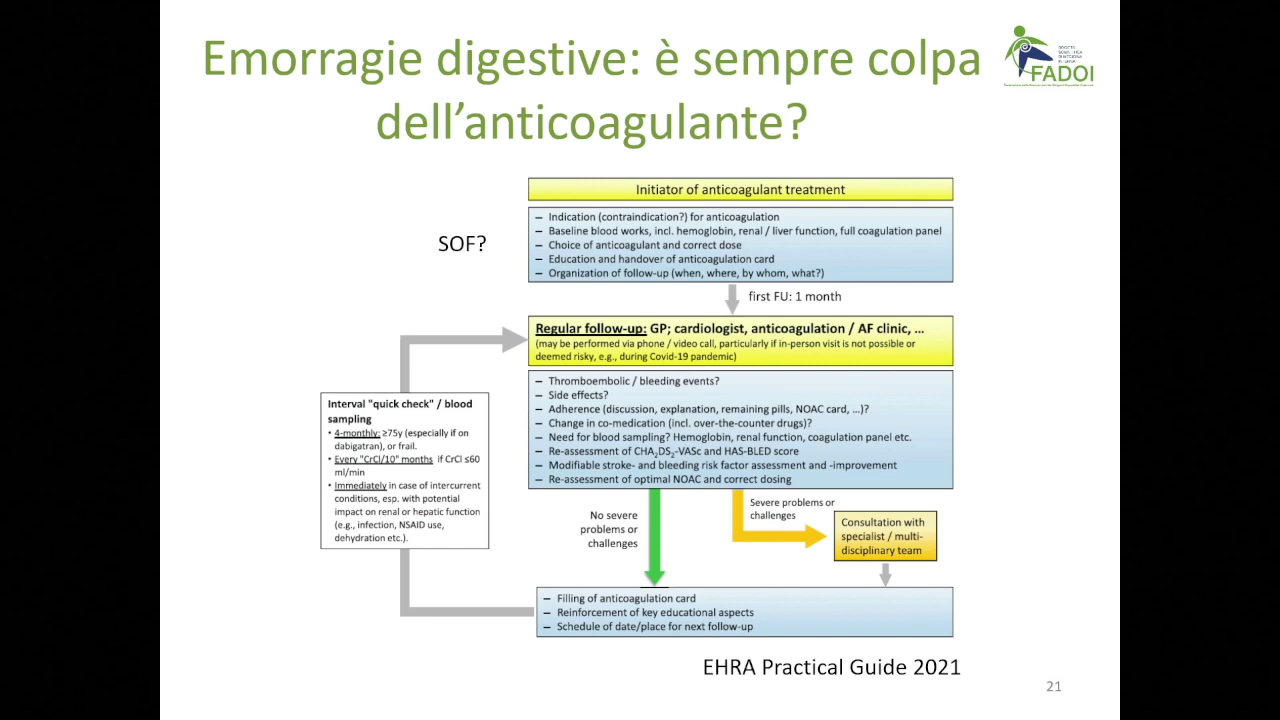 Emorragie digestive: è sempre colpa
dell'anticoagulante?
FADOI
Initiator of anticoagulant treatment
SOF?
– Indication (contraindication?) for anticoagulation
– Baseline blood works, incl. hemoglobin, renal / liver function, full coagulation panel
– Choice of anticoagulant and correct dose
– Education and handover of anticoagulation card
– Organization of follow-up (when, where, by whom, what?)
first FU: 1 month
Regular follow-up: GP; cardiologist, anticoagulation / AF clinic, ...
(may be performed via phone / video call, particularly if in-person visit is not possible or
deemed risky, e.g., during Covid-19 pandemic)
– Thromboembolic / bleeding events?
– Side effects?
– Adherence (discussion, explanation, remaining pills, NOAC card, ...)?
– Change in co-medication (incl. over-the-counter drugs)?
– Need for blood sampling? Hemoglobin, renal function, coagulation panel etc.
– Re-assessment of CHA2DS2-VASc and HAS-BLED score
– Modifiable stroke- and bleeding risk factor assessment and -improvement
– Re-assessment of optimal NOAC and correct dosing
Interval "quick check" / blood
sampling
• 4-monthly: ≥75y (especially if on
dabigatran), or frail.
• Every "CrCl/10" months if CrCl ≤60
ml/min
• Immediately in case of intercurrent
conditions, esp. with potential
impact on renal or hepatic function
(e.g., infection, NSAID use,
dehydration etc.).
No severe
problems or
challenges
Severe problems or
challenges
Consultation with
specialist / multi-
disciplinary team
– Filling of anticoagulation card
– Reinforcement of key educational aspects
– Schedule of date/place for next follow-up
EHRA Practical Guide 2021
21